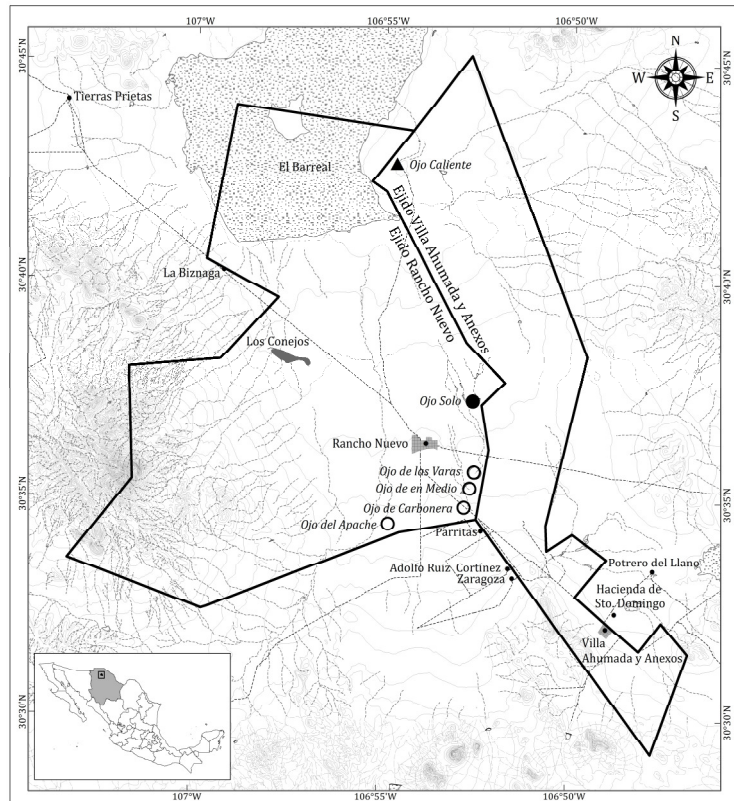 107°W
106°55'W
106°50'W
30°45'N
30°45'N
N
W
E
S
Tierras Prietas
El Barreal
Ojo Caliente
Ejido Villa Ahumada y Anexos
Ejido Rancho Nuevo
La Biznaga
30°40'N
30°41'N
Los Conejos
Ojo Solo
Rancho Nuevo
Ojo de las Varas
Ojo de en Medio
Ojo de Carbonera
Ojo del Apache
30°35'N
30°35'N
Parritas
Adolfo Ruiz Cortinez
Zaragoza
Potrero del Llano
Hacienda de
Sto. Domingo
Villa
Ahumada y Anexos
30°30'N
30°30'N
107°W
106°55'W
106°50'W